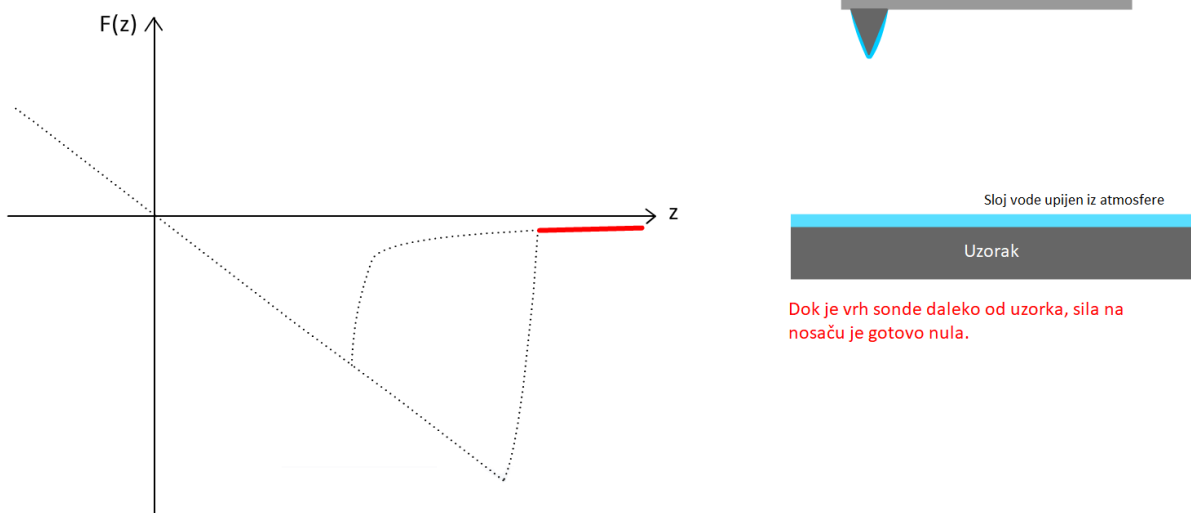 F(z)
z
Sloj vode upijen iz atmosfere
Uzorak
Dok je vrh sonde daleko od uzorka, sila na
nosaču je gotovo nula.